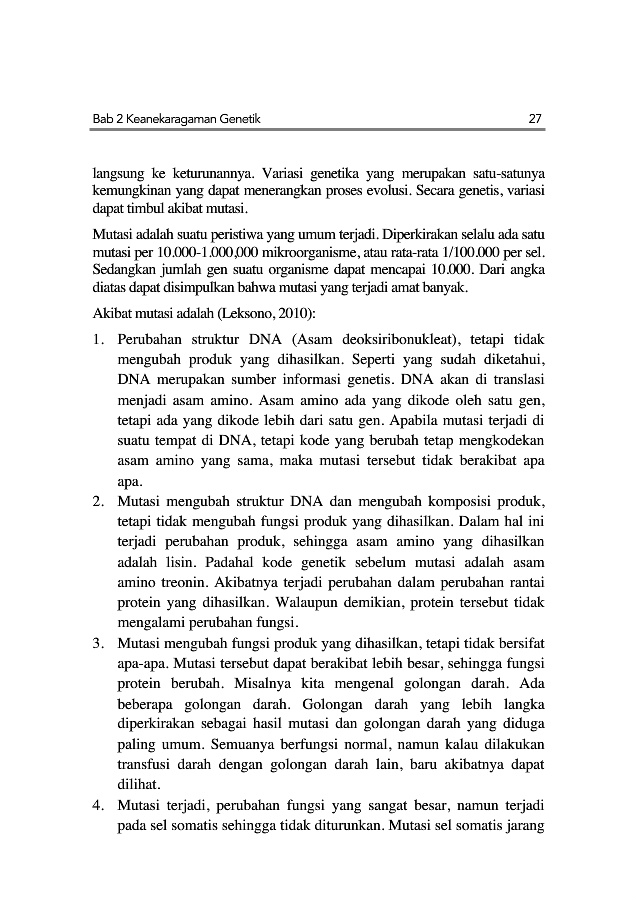 Bab 2 Keanekaragaman Genetik 27
langsung ke keturunannya. Variasi genetika yang merupakan satu-satunya
kemungkinan yang dapat menerangkan proses evolusi. Secara genetis, variasi
dapat timbul akibat mutasi.
Mutasi adalah suatu peristiwa yang umum terjadi. Diperkirakan selalu ada satu
mutasi per 10.000-1.000,000 mikroorganisme, atau rata-rata 1/100.000 per sel.
Sedangkan jumlah gen suatu organisme dapat mencapai 10.000. Dari angka
diatas dapat disimpulkan bahwa mutasi yang terjadi amat banyak.
Akibat mutasi adalah (Leksono, 2010):
1. Perubahan struktur DNA (Asam deoksiribonukleat), tetapi tidak
mengubah produk yang dihasilkan. Seperti yang sudah diketahui,
DNA merupakan sumber informasi genetis. DNA akan di translasi
menjadi asam amino. Asam amino ada yang dikode oleh satu gen,
tetapi ada yang dikode lebih dari satu gen. Apabila mutasi terjadi di
suatu tempat di DNA, tetapi kode yang berubah tetap mengkodekan
asam amino yang sama, maka mutasi tersebut tidak berakibat apa
apa.
2. Mutasi mengubah struktur DNA dan mengubah komposisi produk,
tetapi tidak mengubah fungsi produk yang dihasilkan. Dalam hal ini
terjadi perubahan produk, sehingga asam amino yang dihasilkan
adalah lisin. Padahal kode genetik sebelum mutasi adalah asam
amino treonin. Akibatnya terjadi perubahan dalam perubahan rantai
protein yang dihasilkan. Walaupun demikian, protein tersebut tidak
mengalami perubahan fungsi.
3. Mutasi mengubah fungsi produk yang dihasilkan, tetapi tidak bersifat
apa-apa. Mutasi tersebut dapat berakibat lebih besar, sehingga fungsi
protein berubah. Misalnya kita mengenal golongan darah. Ada
beberapa golongan darah. Golongan darah yang lebih langka
diperkirakan sebagai hasil mutasi dan golongan darah yang diduga
paling umum. Semuanya berfungsi normal, namun kalau dilakukan
transfusi darah dengan golongan darah lain, baru akibatnya dapat
dilihat.
4. Mutasi terjadi, perubahan fungsi yang sangat besar, namun terjadi
pada sel somatis sehingga tidak diturunkan. Mutasi sel somatis jarang